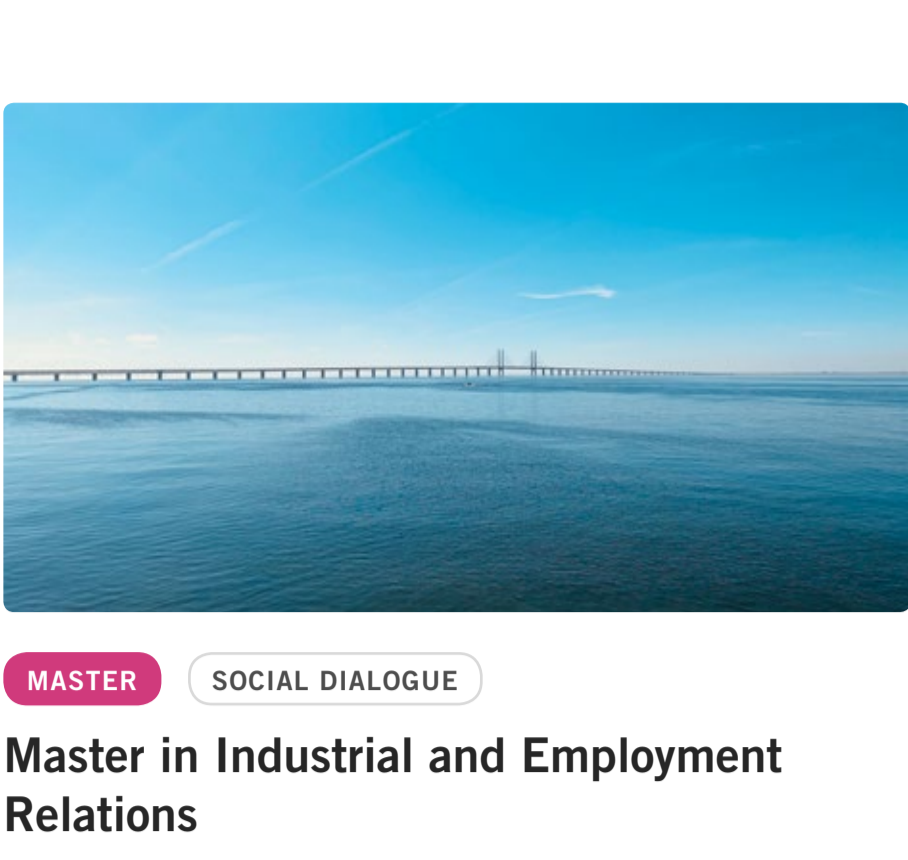 MASTER
SOCIAL DIALOGUE
Master in Industrial and Employment
Relations